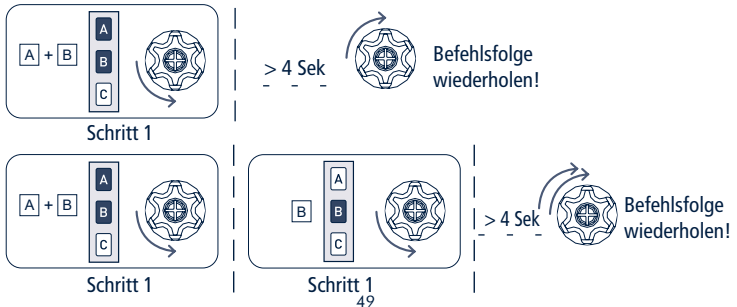 A + B
A
B
C
> 4 Sek
Befehlsfolge
wiederholen!
Schritt 1
A + B
A
B
C
B
A
B
C
> 4 Sek
Befehlsfolge
wiederholen!
Schritt 1
Schritt 1
49